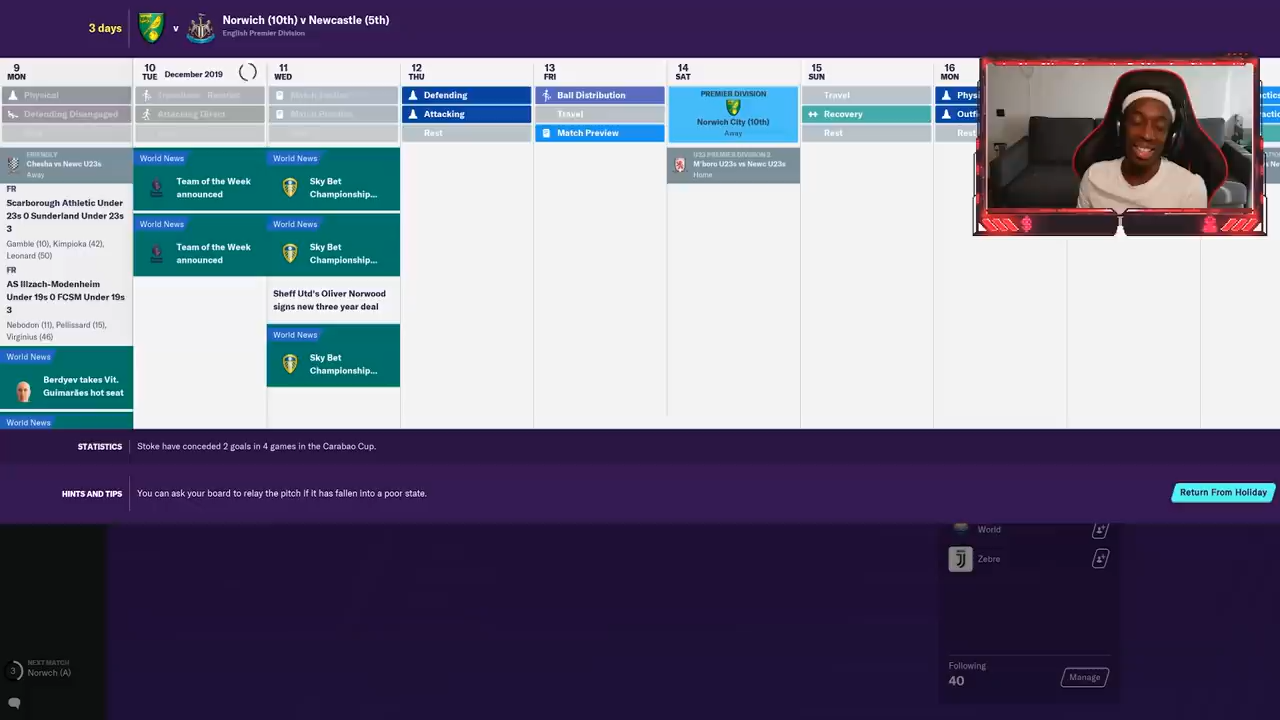 3 days
v
Norwich (10th) v Newcastle (5th)
English Premier Division
9
MON
10
TUE
December 2019
11
WED
12
THU
13
FRI
14
SAT
15
SUN
16
MON
Physical
Defending Disengaged
Attacking Direct
Match Practice
Defending
Attacking
Rest
Ball Distribution
Travel
Match Preview
PREMIER DIVISION
Norwich City (10th)
Away
Travel
Recovery
Rest
Physi
Outfi
Rest
FRIENDLY
Chesha vs Newc U23s
Away
U23 PREMIER DIVISION 2
M'boro U23s vs Newc U23s
Home
FR
Scarborough Athletic Under
23s 0 Sunderland Under 23s
3
Gamble (10), Kimpioka (42),
Leonard (50)
FR
AS Illzach-Modenheim
Under 19s 0 FCSM Under 19s
3
Nebodon (11), Pellissard (15),
Virginius (46)
World News
Berdyev takes Vit.
Guimarães hot seat
World News
World News
Team of the Week
announced
World News
Team of the Week
announced
World News
Sky Bet
Championship...
World News
Sky Bet
Championship...
Sheff Utd's Oliver Norwood
signs new three year deal
World News
Sky Bet
Championship...
STATISTICS
Stoke have conceded 2 goals in 4 games in the Carabao Cup.
HINTS AND TIPS
You can ask your board to relay the pitch if it has fallen into a poor state.
Return From Holiday
World
Zebre
Following
40
Manage
3
NEXT MATCH
Norwch (A)